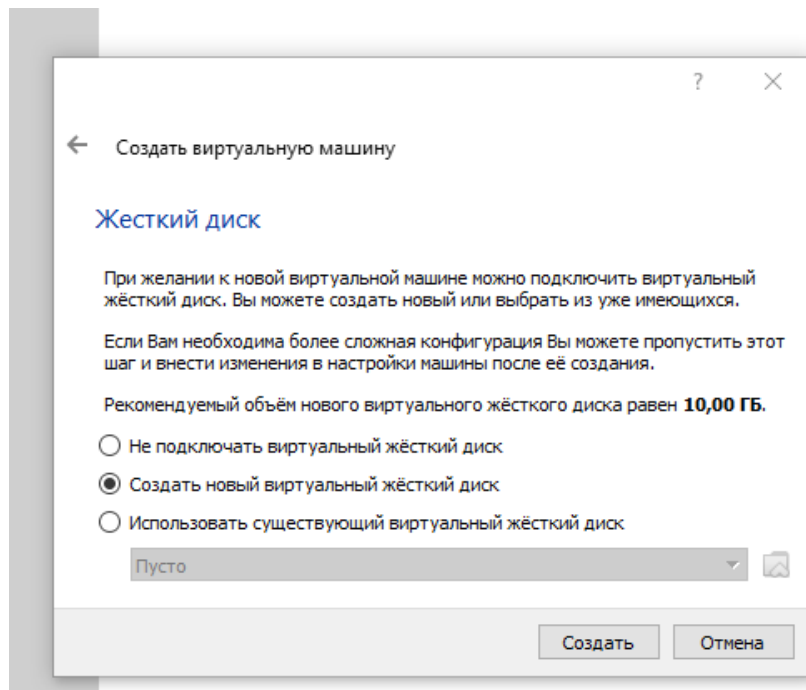 ?
Создать виртуальную машину
Жесткий диск
При желании к новой виртуальной машине можно подключить виртуальный
жёсткий диск. Вы можете создать новый или выбрать из уже имеющихся.
Если Вам необходима более сложная конфигурация Вы можете пропустить этот
шаг и внести изменения в настройки машины после её создания.
Рекомендуемый объём нового виртуального жёсткого диска равен 10,00 ГБ.
Не подключать виртуальный жёсткий диск
Создать новый виртуальный жёсткий диск
Использовать существующий виртуальный жёсткий диск
Пусто
Создать Отмена